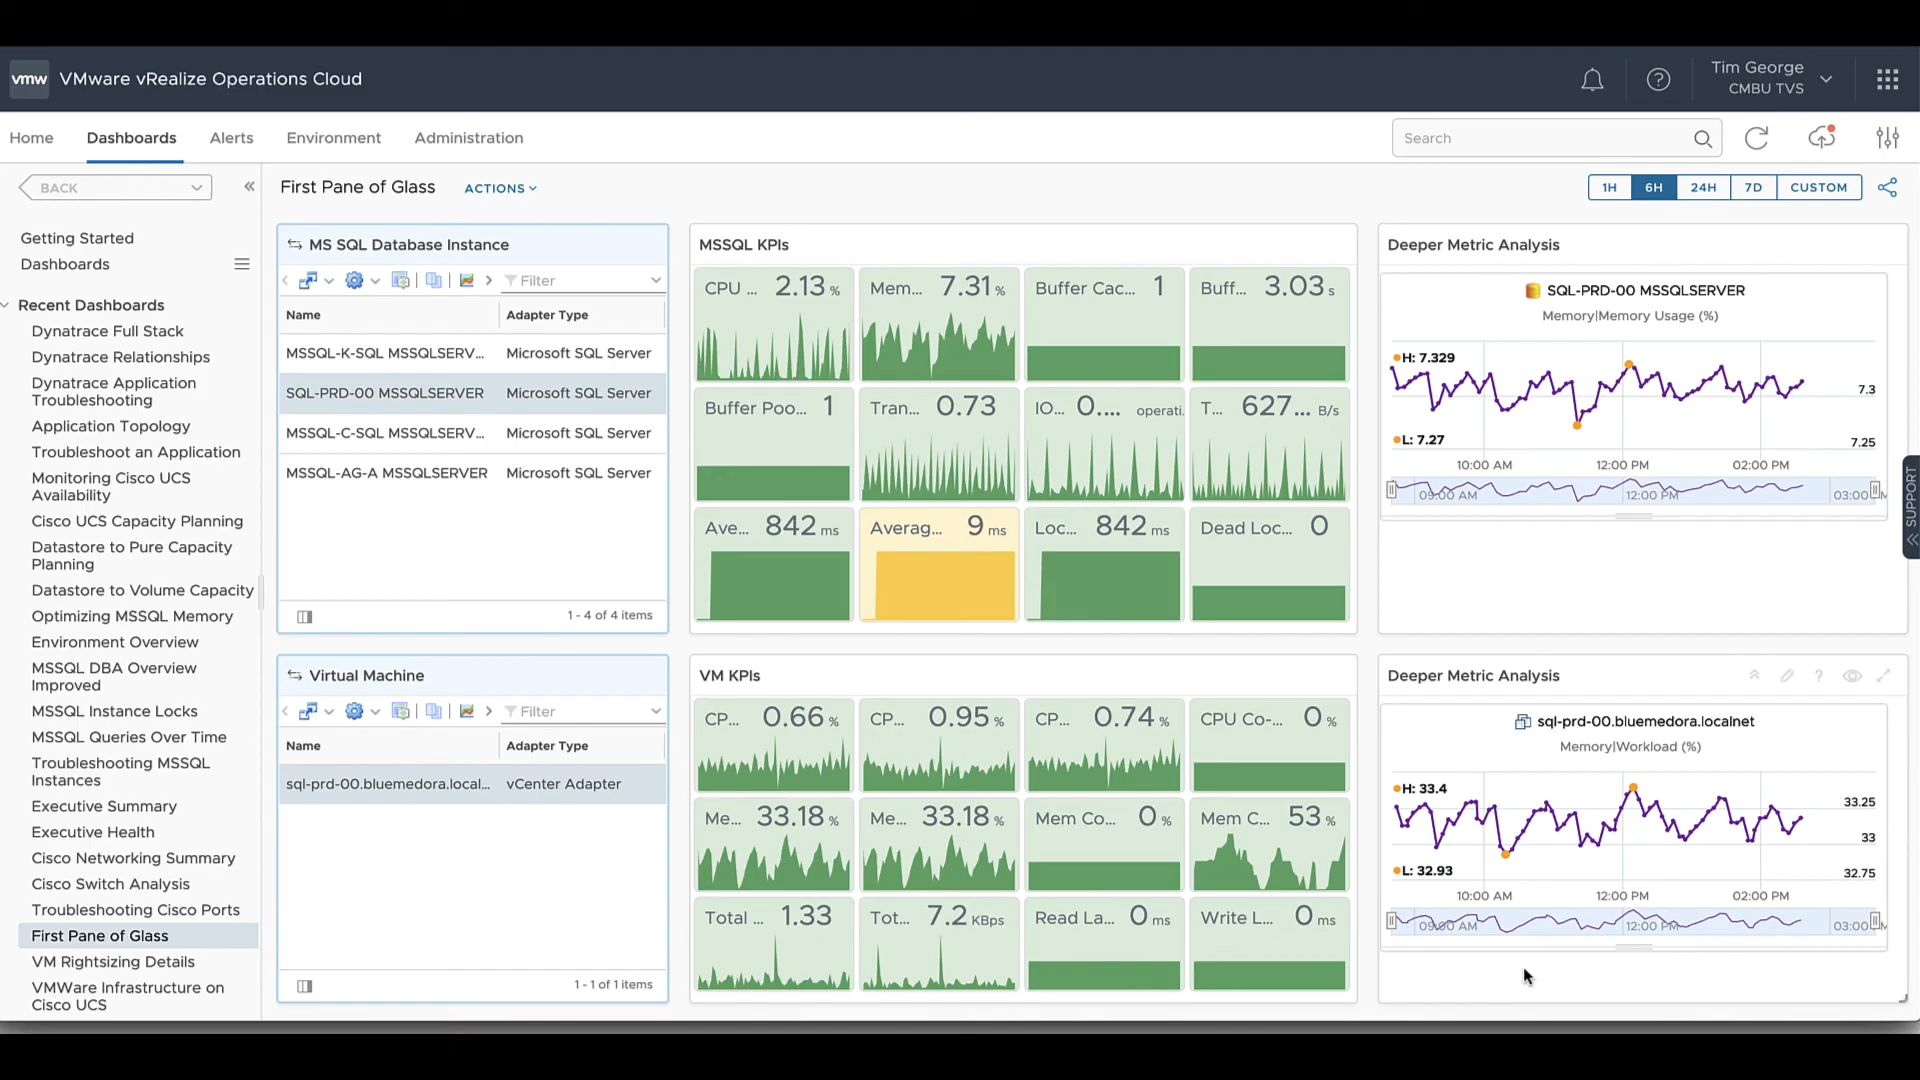 vmw VMware vRealize Operations Cloud
Tim George
CMBU TVS
Home Dashboards Alerts Environment Administration
Search
BACK
First Pane of Glass ACTIONS
1H 6H 24H 7D CUSTOM
Getting Started
Dashboards
Recent Dashboards
Dynatrace Full Stack
Dynatrace Relationships
Dynatrace Application
Troubleshooting
Application Topology
Troubleshoot an Application
Monitoring Cisco UCS
Availability
Cisco UCS Capacity Planning
Datastore to Pure Capacity
Planning
Datastore to Volume Capacity
Optimizing MSSQL Memory
Environment Overview
MSSQL DBA Overview
Improved
MSSQL Instance Locks
MSSQL Queries Over Time
Troubleshooting MSSQL
Instances
Executive Summary
Executive Health
Cisco Networking Summary
Cisco Switch Analysis
Troubleshooting Cisco Ports
First Pane of Glass
VM Rightsizing Details
VMWare Infrastructure on
Cisco UCS
MS SQL Database Instance
Filter
Name Adapter Type
MSSQL-K-SQL MSSQLSERV... Microsoft SQL Server
SQL-PRD-00 MSSQLSERVER Microsoft SQL Server
MSSQL-C-SQL MSSQLSERV... Microsoft SQL Server
MSSQL-AG-A MSSQLSERVER Microsoft SQL Server
1 - 4 of 4 items
MSSQL KPIs
CPU ... 2.13 % Mem... 7.31 % Buffer Cac... 1 Buff... 3.03 s
Buffer Poo... 1 Tran... 0.73 IO... 0.... operati. T... 627... B/s
Ave... 842 ms Averag... 9 ms Loc... 842 ms Dead Loc... 0
Deeper Metric Analysis
SQL-PRD-00 MSSQLSERVER
Memory|Memory Usage (%)
H: 7.329
7.3
L: 7.27
7.25
10:00 AM 12:00 PM 02:00 PM
09:00 AM 12:00 PM 03:00 M
SUPPORT
Virtual Machine
Filter
Name Adapter Type
sql-prd-00.bluemedora.local... vCenter Adapter
1 - 1 of 1 items
VM KPIs
CP... 0.66 % CP... 0.95 % CP... 0.74 % CPU Co-... 0 %
Me... 33.18 % Me... 33.18 % Mem Co... 0 % Mem C... 53 %
Total ... 1.33 Tot... 7.2 KBps Read La... 0 ms Write L... 0 ms
Deeper Metric Analysis
sql-prd-00.bluemedora.localnet
Memory|Workload (%)
H: 33.4
33.25
33
L: 32.93
32.75
10:00 AM 12:00 PM 02:00 PM
09:00 AM 12:00 PM 03:00 M